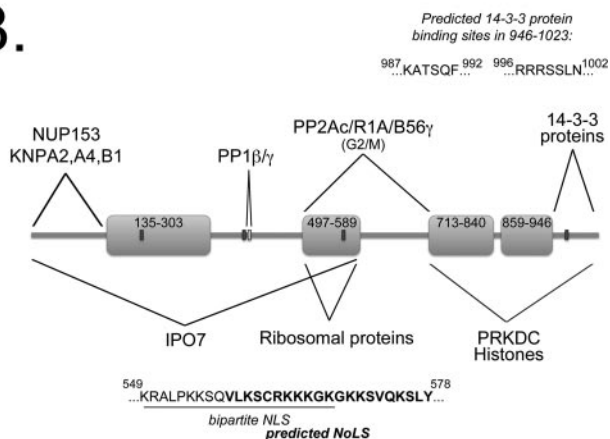 B.
Predicted 14-3-3 protein
binding sites in 946-1023:
987...KATSQF...992 996...RRRSSLN...1002
NUP153
KNPA2,A4,B1
PP1β/γ
PP2Ac/R1A/B56γ
(G2/M)
14-3-3
proteins
135-303
497-589
713-840
859-946
IPO7
Ribosomal proteins
PRKDC
Histones
549...KRALPKKSQVLKSCRKKKGKGKKSVQKSLY...578
bipartite NLS
predicted NoLS